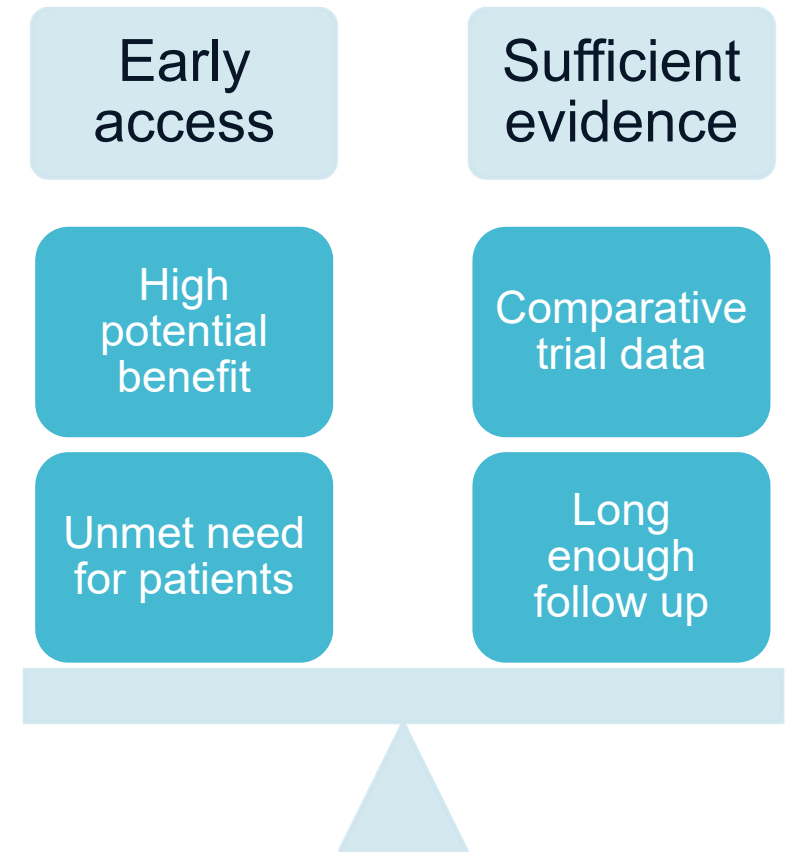 Early
access
Sufficient
evidence
High
potential
benefit
Comparative
trial data
Unmet need
for patients
Long
enough
follow up